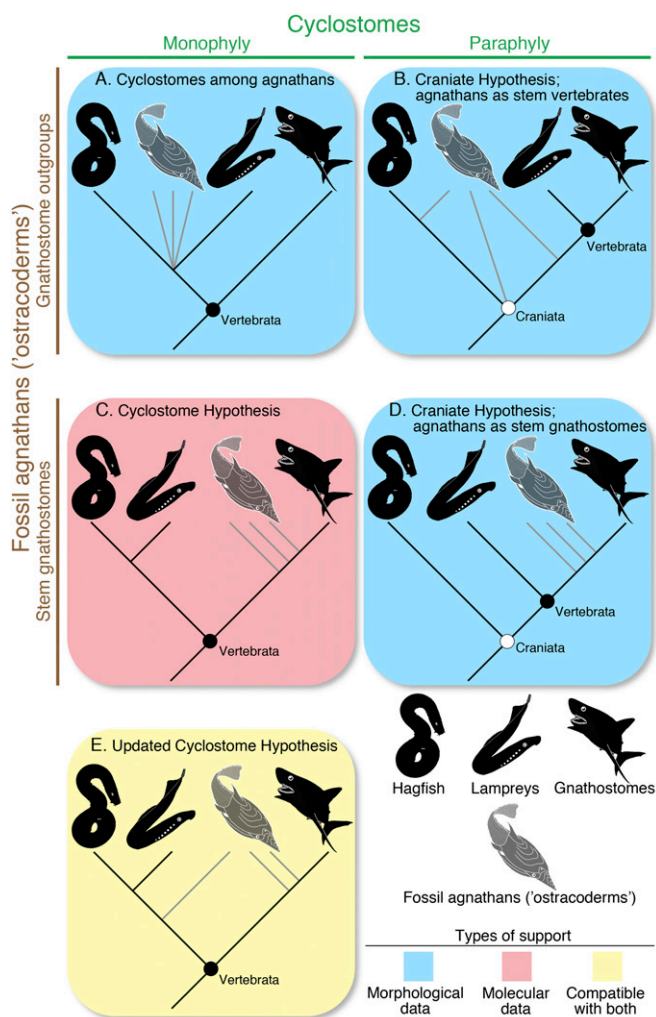 Cyclostomes
Monophyly
Paraphyly
Fossil agnathans ('ostracoderms')
Gnathostome outgroups
Stem gnathostomes
A. Cyclostomes among agnathans
Vertebrata
B. Craniate Hypothesis;
agnathans as stem vertebrates
Vertebrata
Craniata
C. Cyclostome Hypothesis
Vertebrata
D. Craniate Hypothesis;
agnathans as stem gnathostomes
Vertebrata
Craniata
E. Updated Cyclostome Hypothesis
Vertebrata
Hagfish
Lampreys
Gnathostomes
Fossil agnathans ('ostracoderms')
Types of support
Morphological
data
Molecular
data
Compatible
with both